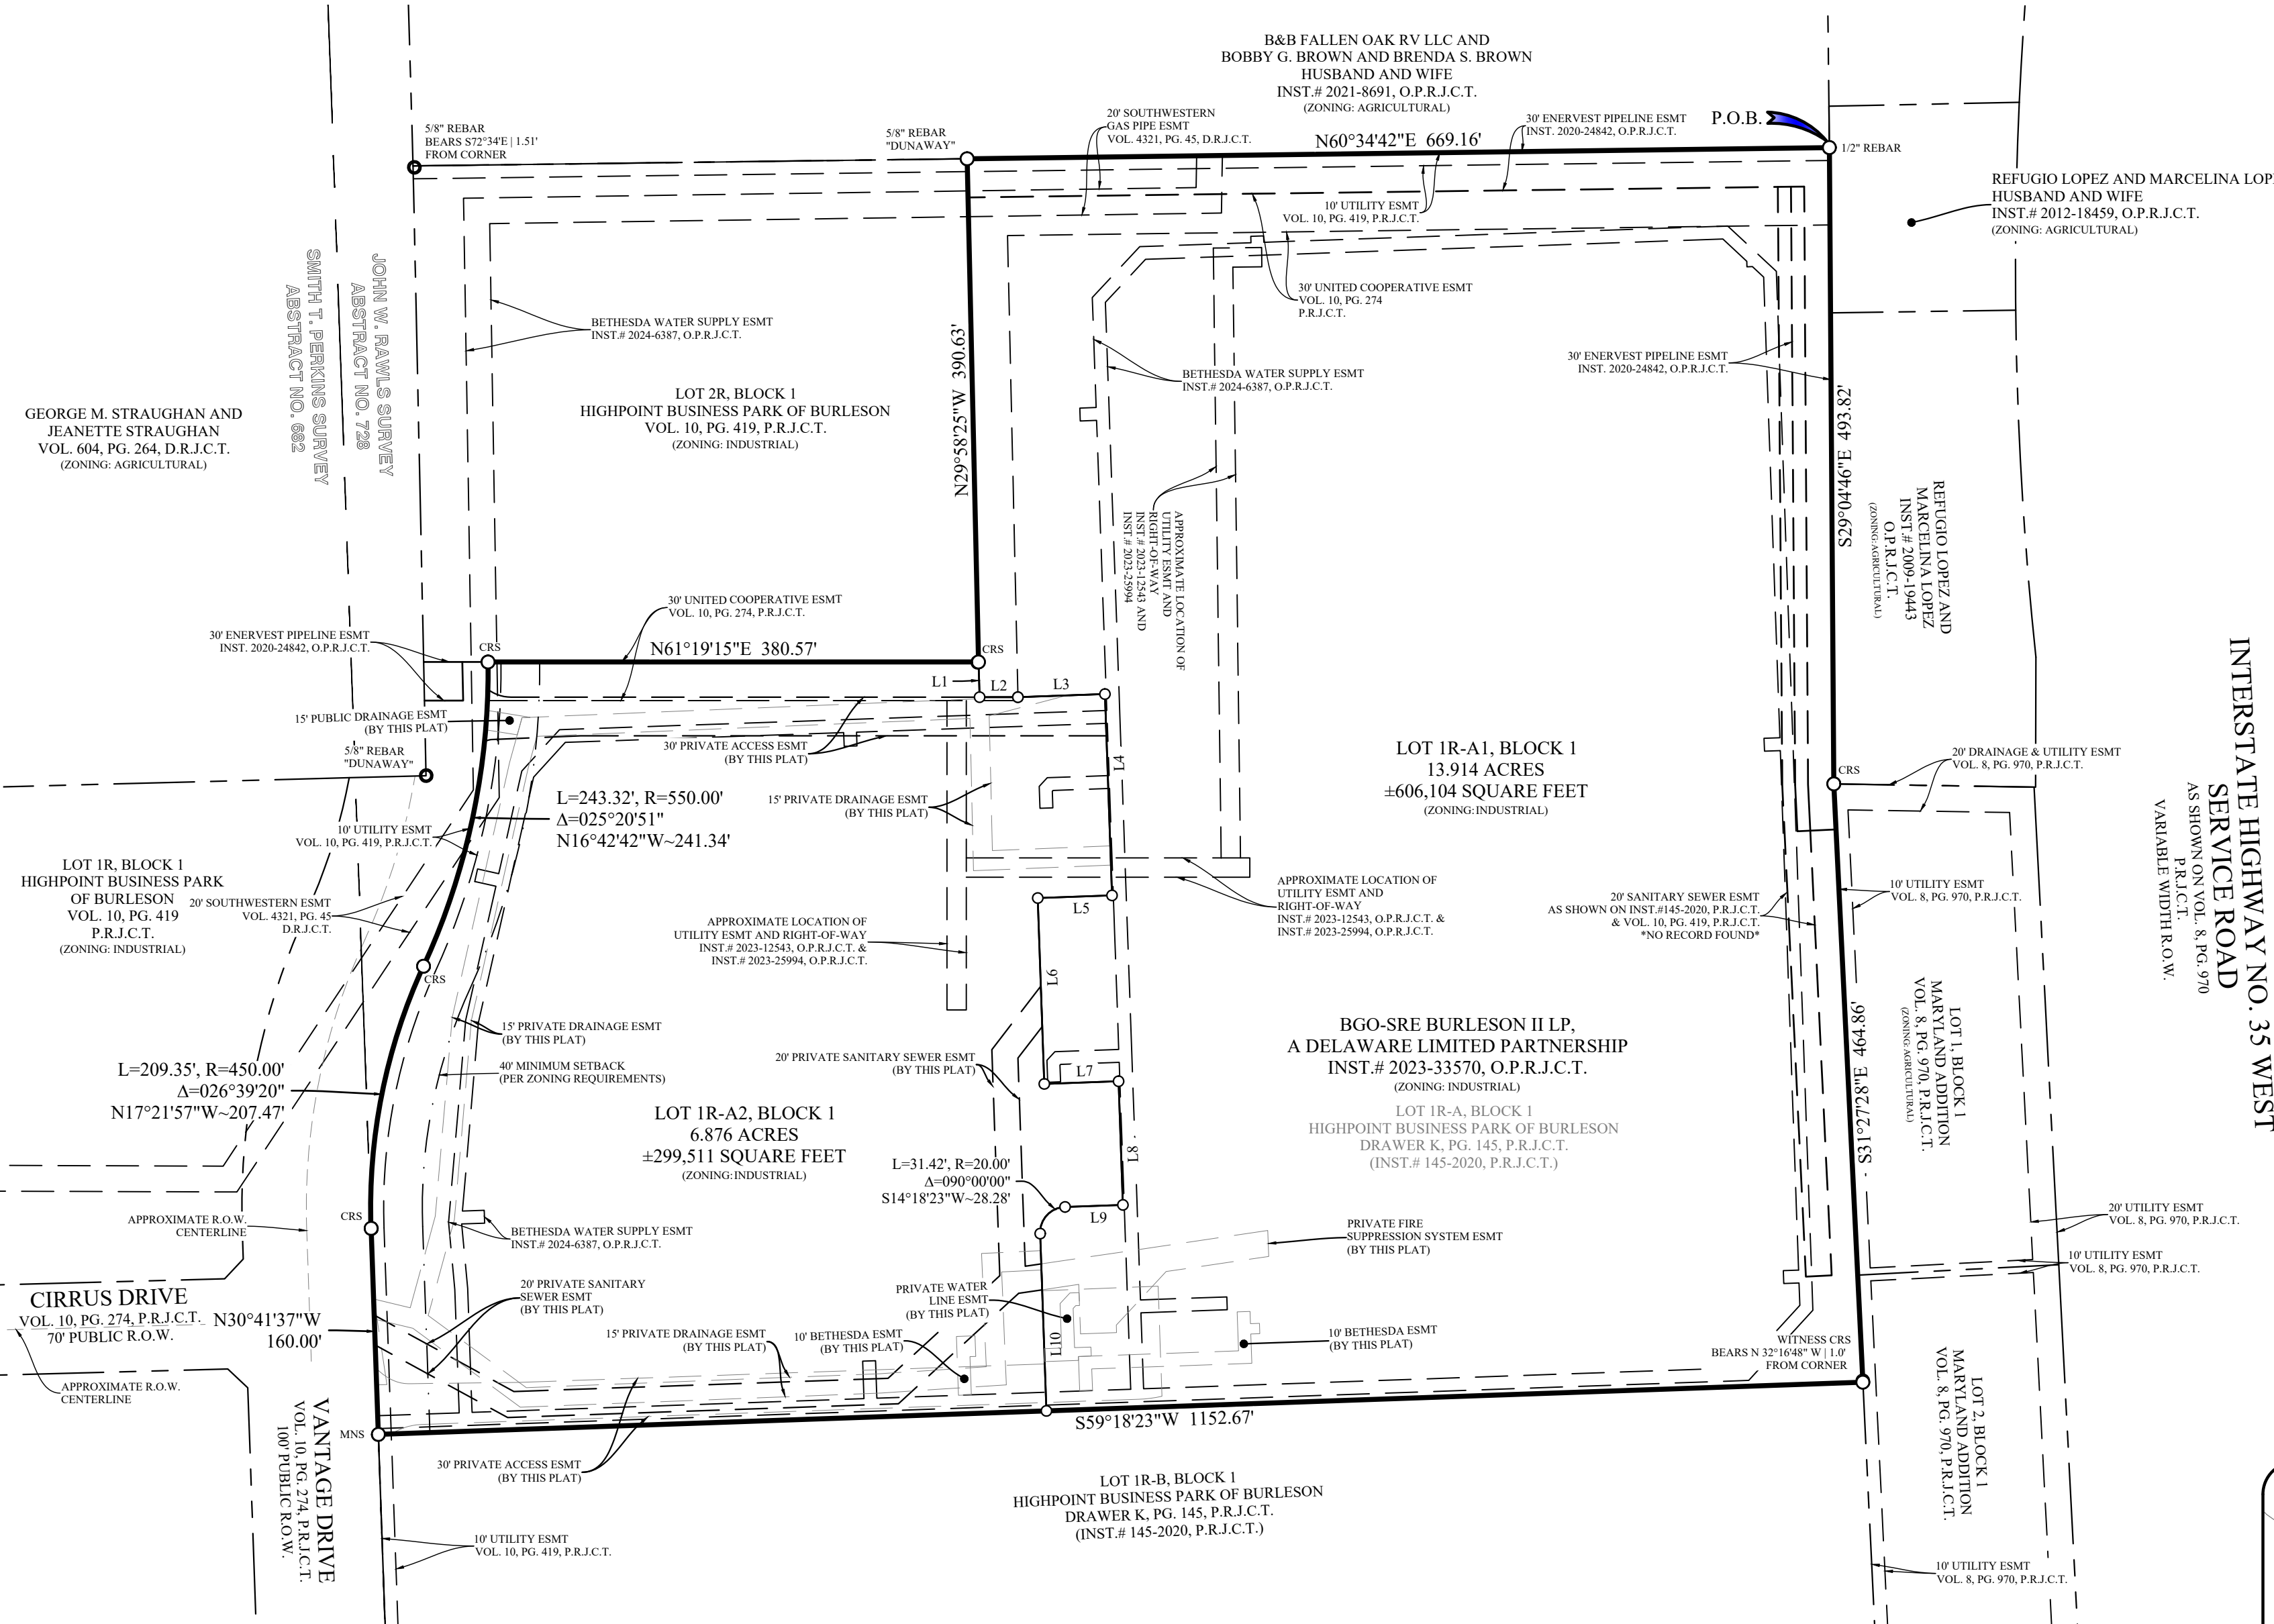 B&B FALLEN OAK RV LLC AND
BOBBY G. BROWN AND BRENDA S. BROWN
HUSBAND AND WIFE
INST.# 2021-8691, O.P.R.J.C.T.
(ZONING: AGRICULTURAL)
5/8" REBAR
BEARS S72°34'E | 1.51'
FROM CORNER
5/8" REBAR
"DUNAWAY"
20' SOUTHWESTERN
GAS PIPE ESMT
VOL. 4321, PG. 45, D.R.J.C.T.
N60°34'42"E 669.16'
30' ENERVEST PIPELINE ESMT
INST. 2020-24842, O.P.R.J.C.T.
P.O.B.
1/2" REBAR
REFUGIO LOPEZ AND MARCELINA
HUSBAND AND WIFE
INST.# 2012-18459, O.P.R.J.C.T.
(ZONING: AGRICULTURAL)
10' UTILITY ESMT
VOL. 10, PG. 419, P.R.J.C.T.
30' UNITED COOPERATIVE ESMT
VOL. 10, PG. 274
P.R.J.C.T.
JOHN W. RAWLS SURVEY
ABSTRACT NO. 728
SMITH T. PERKINS SURVEY
ABSTRACT NO. 682
BETHESDA WATER SUPPLY ESMT
INST.# 2024-6387, O.P.R.J.C.T.
N29°58'25"W 390.63'
BETHESDA WATER SUPPLY ESMT
INST.# 2024-6387, O.P.R.J.C.T.
30' ENERVEST PIPELINE ESMT
INST. 2020-24842, O.P.R.J.C.T.
S29°04'46"E 493.82'
GEORGE M. STRAUGHAN AND
JEANETTE STRAUGHAN
VOL. 604, PG. 264, D.R.J.C.T.
(ZONING: AGRICULTURAL)
LOT 2R, BLOCK 1
HIGHPOINT BUSINESS PARK OF BURLESON
VOL. 10, PG. 419, P.R.J.C.T.
(ZONING: INDUSTRIAL)
APPROXIMATE LOCATION OF
UTILITY ESMT AND
RIGHT-OF-WAY
INST.# 2023-12543 AND
INST.# 2023-25994
REFUGIO LOPEZ AND
MARCELINA LOPEZ
INST.# 2009-19443
O.P.R.J.C.T.
(ZONING:AGRICULTURAL)
30' UNITED COOPERATIVE ESMT
VOL. 10, PG. 274, P.R.J.C.T.
30' ENERVEST PIPELINE ESMT
INST. 2020-24842, O.P.R.J.C.T.
CRS
N61°19'15"E 380.57'
CRS
L1
L2
L3
INTERSTATE HIGHWAY NO. 35 WEST
SERVICE ROAD
AS SHOWN ON VOL. 8, PG. 970
P.R.J.C.T.
VARIABLE WIDTH R.O.W.
15' PUBLIC DRAINAGE ESMT
(BY THIS PLAT)
5/8" REBAR
"DUNAWAY"
30' PRIVATE ACCESS ESMT
(BY THIS PLAT)
L4
LOT 1R-A1, BLOCK 1
13.914 ACRES
±606,104 SQUARE FEET
(ZONING:INDUSTRIAL)
CRS
20' DRAINAGE & UTILITY ESMT
VOL. 8, PG. 970, P.R.J.C.T.
L=243.32', R=550.00'
Δ=025°20'51"
N16°42'42"W~241.34'
15' PRIVATE DRAINAGE ESMT
(BY THIS PLAT)
10' UTILITY ESMT
VOL. 10, PG. 419, P.R.J.C.T.
LOT 1R, BLOCK 1
HIGHPOINT BUSINESS PARK
OF BURLESON
VOL. 10, PG. 419
P.R.J.C.T.
(ZONING: INDUSTRIAL)
20' SOUTHWESTERN ESMT
VOL. 4321, PG. 45
D.R.J.C.T.
APPROXIMATE LOCATION OF
UTILITY ESMT AND RIGHT-OF-WAY
INST.# 2023-12543, O.P.R.J.C.T. &
INST.# 2023-25994, O.P.R.J.C.T.
L5
APPROXIMATE LOCATION OF
UTILITY ESMT AND
RIGHT-OF-WAY
INST.# 2023-12543, O.P.R.J.C.T. &
INST.# 2023-25994, O.P.R.J.C.T.
20' SANITARY SEWER ESMT
AS SHOWN ON INST.#145-2020, P.R.J.C.T.
& VOL. 10, PG. 419, P.R.J.C.T.
*NO RECORD FOUND*
10' UTILITY ESMT
VOL. 8, PG. 970, P.R.J.C.T.
CRS
L6
15' PRIVATE DRAINAGE ESMT
(BY THIS PLAT)
40' MINIMUM SETBACK
(PER ZONING REQUIREMENTS)
20' PRIVATE SANITARY SEWER ESMT
(BY THIS PLAT)
L7
BGO-SRE BURLESON II LP,
A DELAWARE LIMITED PARTNERSHIP
INST.# 2023-33570, O.P.R.J.C.T.
(ZONING: INDUSTRIAL)
LOT 1R-A, BLOCK 1
HIGHPOINT BUSINESS PARK OF BURLESON
DRAWER K, PG. 145, P.R.J.C.T.
(INST.# 145-2020, P.R.J.C.T.)
S31°27'28"E 464.86'
LOT 1, BLOCK 1
MARYLAND ADDITION
VOL. 8, PG. 970, P.R.J.C.T.
(ZONING:AGRICULTURAL)
L=209.35', R=450.00'
Δ=026°39'20"
N17°21'57"W~207.47'
LOT 1R-A2, BLOCK 1
6.876 ACRES
±299,511 SQUARE FEET
(ZONING:INDUSTRIAL)
L8
L=31.42', R=20.00'
Δ=090°00'00"
S14°18'23"W~28.28'
L9
CRS
APPROXIMATE R.O.W.
CENTERLINE
BETHESDA WATER SUPPLY ESMT
INST.# 2024-6387, O.P.R.J.C.T.
PRIVATE FIRE
SUPPRESSION SYSTEM ESMT
(BY THIS PLAT)
20' UTILITY ESMT
VOL. 8, PG. 970, P.R.J.C.T.
10' UTILITY ESMT
VOL. 8, PG. 970, P.R.J.C.T.
CIRRUS DRIVE
VOL. 10, PG. 274, P.R.J.C.T.
70' PUBLIC R.O.W.
N30°41'37"W
160.00'
20' PRIVATE SANITARY
SEWER ESMT
(BY THIS PLAT)
PRIVATE WATER
LINE ESMT
(BY THIS PLAT)
15' PRIVATE DRAINAGE ESMT
(BY THIS PLAT)
10' BETHESDA ESMT
(BY THIS PLAT)
L10
10' BETHESDA ESMT
(BY THIS PLAT)
WITNESS CRS
BEARS N 32°16'48" W | 1.0'
FROM CORNER
APPROXIMATE R.O.W.
CENTERLINE
LOT 2, BLOCK 1
MARYLAND ADDITION
VOL. 8, PG. 970, P.R.J.C.T.
MNS
S59°18'23"W 1152.67'
VANTAGE DRIVE
VOL. 10, PG. 274, P.R.J.C.T.
100' PUBLIC R.O.W.
30' PRIVATE ACCESS ESMT
(BY THIS PLAT)
LOT 1R-B, BLOCK 1
HIGHPOINT BUSINESS PARK OF BURLESON
DRAWER K, PG. 145, P.R.J.C.T.
(INST.# 145-2020, P.R.J.C.T.)
10' UTILITY ESMT
VOL. 10, PG. 419, P.R.J.C.T.
10' UTILITY ESMT
VOL. 8, PG. 970, P.R.J.C.T.